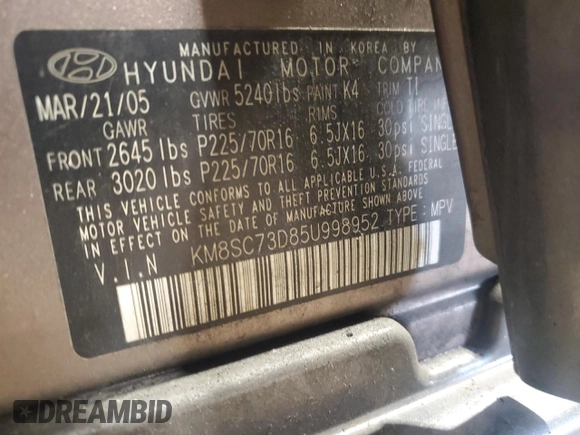 MANUFACTURED IN KOREA BY
HYUNDAI MOTOR COMPAN
MAR/21/05 GVWR 5240lbs PAINT K4 TRIM TI
GAWR TIRES RIMS COLD TIRE
FRONT 2645 lbs P225/70R16 6.5JX16 30psi SINGLE
REAR 3020 lbs P225/70R16 6.5JX16 30psi SINGLE
THIS VEHICLE CONFORMS TO ALL APPLICABLE U.S.A. FEDERAL
MOTOR VEHICLE SAFETY AND THEFT PREVENTION STANDARDS
IN EFFECT ON THE DATE OF MANUFACTURE SHOWN ABOVE.
V.I.N KM8SC73D85U998952 TYPE: MPV
DREAMBID